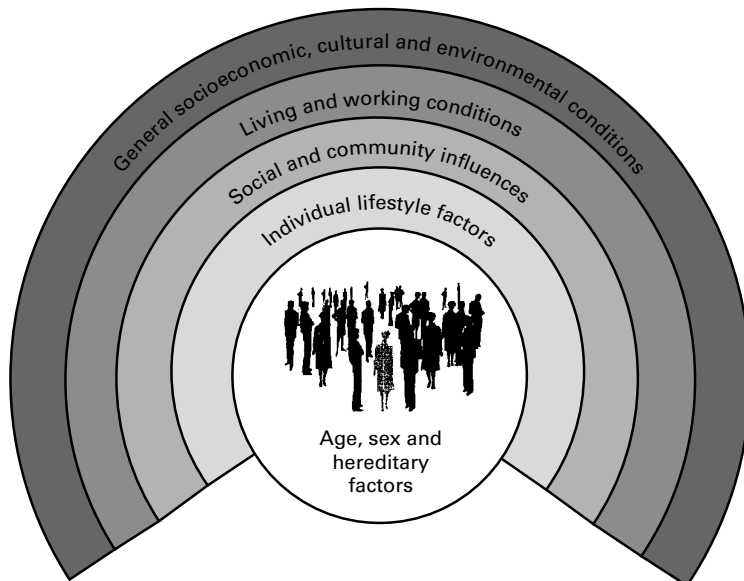 General socioeconomic, cultural and environmental conditions
Living and working conditions
Social and community influences
Individual lifestyle factors
Age, sex and
hereditary
factors